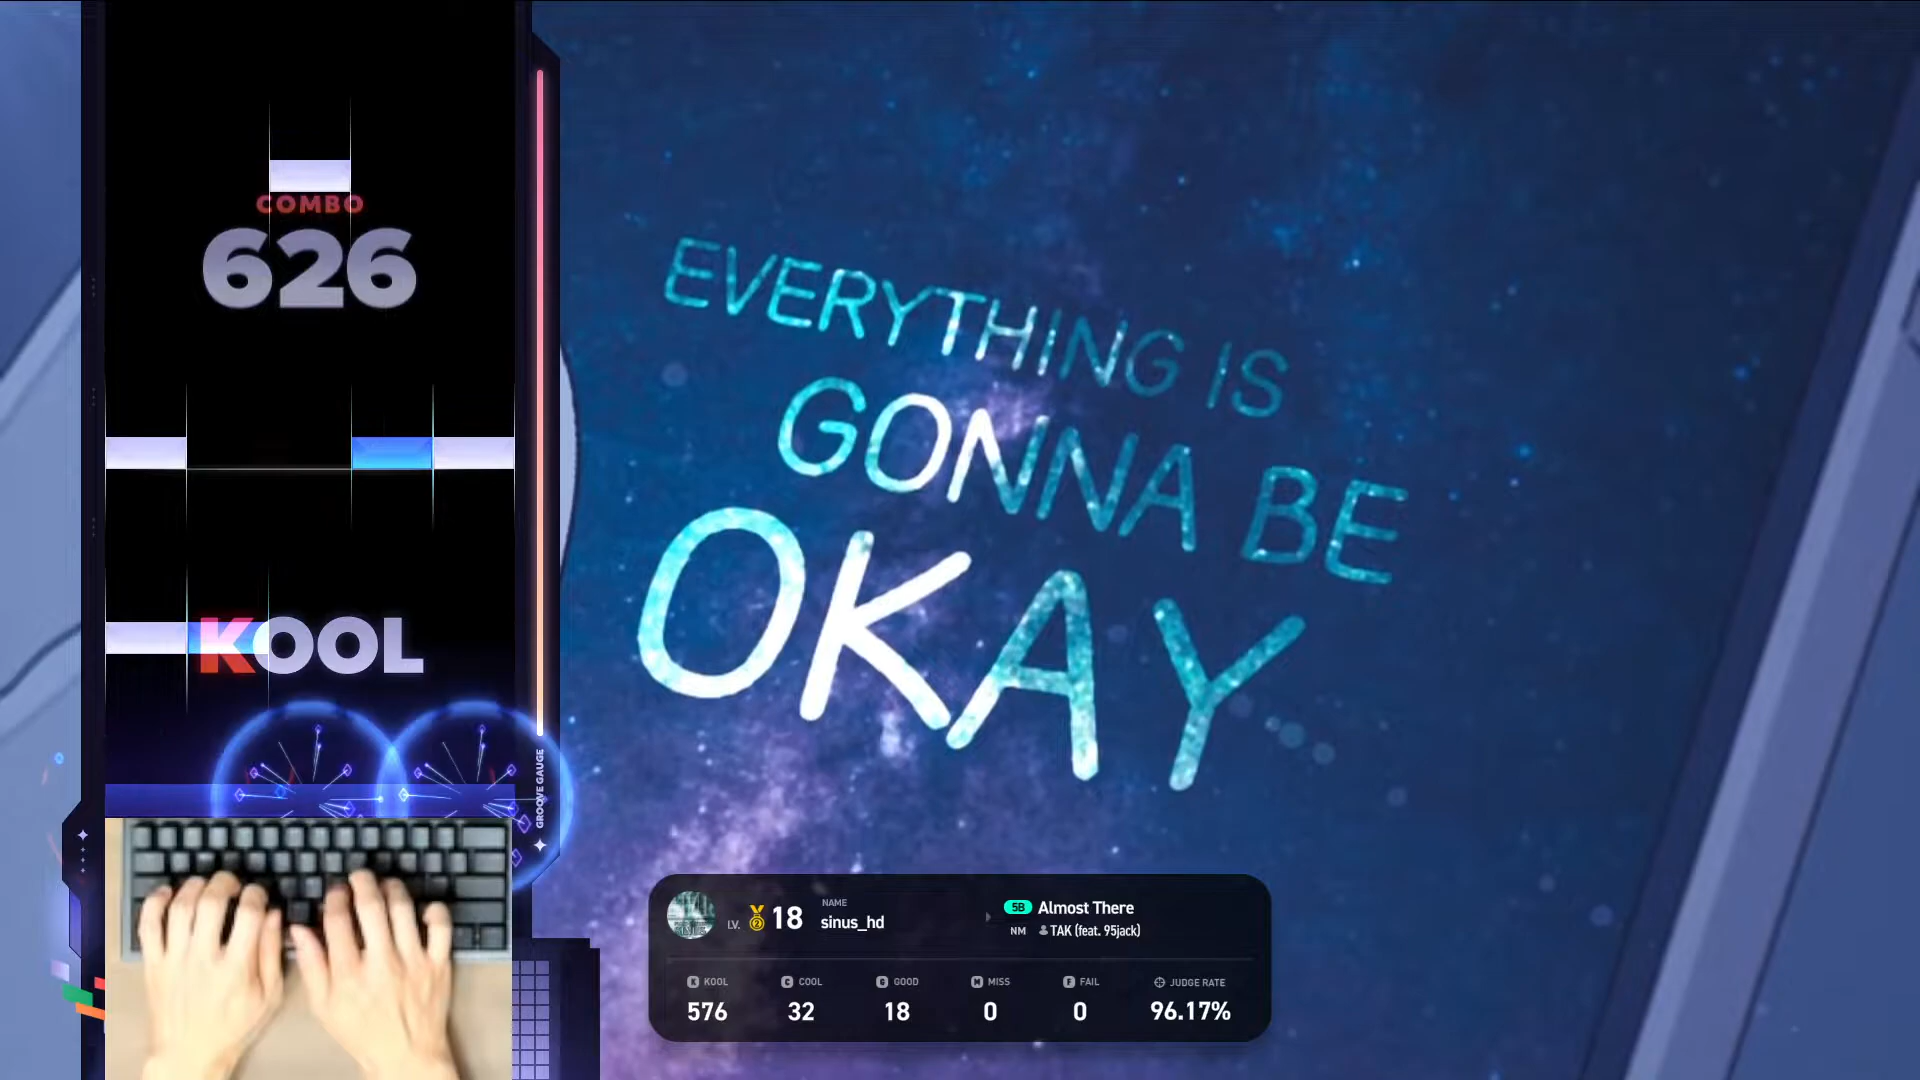 COMBO
626
KOOL
GROOVE GAUGE
EVERYTHING IS
GONNA BE
OKAY
LV. 2 18
NAME
sinus_hd
5B Almost There
NM TAK (feat. 95jack)
K KOOL
C COOL
G GOOD
M MISS
F FAIL
JUDGE RATE
576
32
18
0
0
96.17%